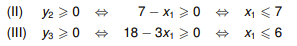 (II) y₂ ⩾ 0 ⇔ 7 − x₁ ⩾ 0 ⇔ x₁ ⩽ 7
(III) y₃ ⩾ 0 ⇔ 18 − 3x₁ ⩾ 0 ⇔ x₁ ⩽ 6